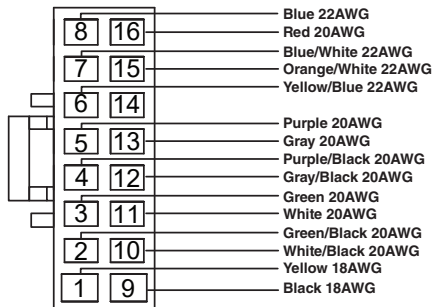 Blue 22AWG
8 16 Red 20AWG
Blue/White 22AWG
7 15 Orange/White 22AWG
Yellow/Blue 22AWG
6 14
Purple 20AWG
5 13 Gray 20AWG
Purple/Black 20AWG
4 12 Gray/Black 20AWG
Green 20AWG
3 11 White 20AWG
Green/Black 20AWG
2 10 White/Black 20AWG
Yellow 18AWG
1 9 Black 18AWG